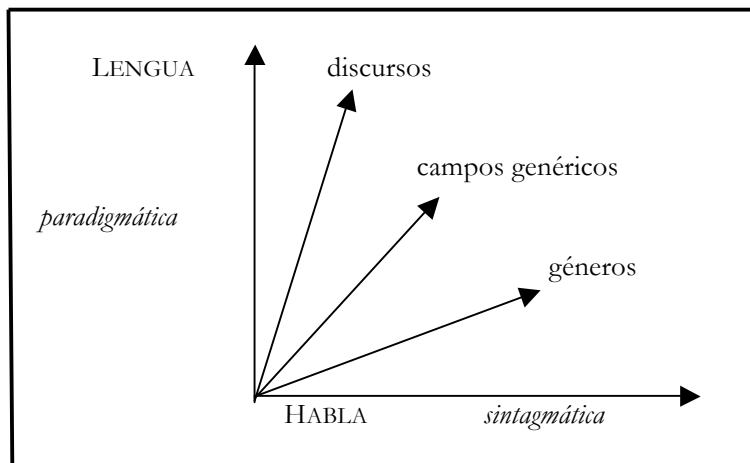 LENGUA
discursos
campos genéricos
paradigmática
géneros
HABLA
sintagmática